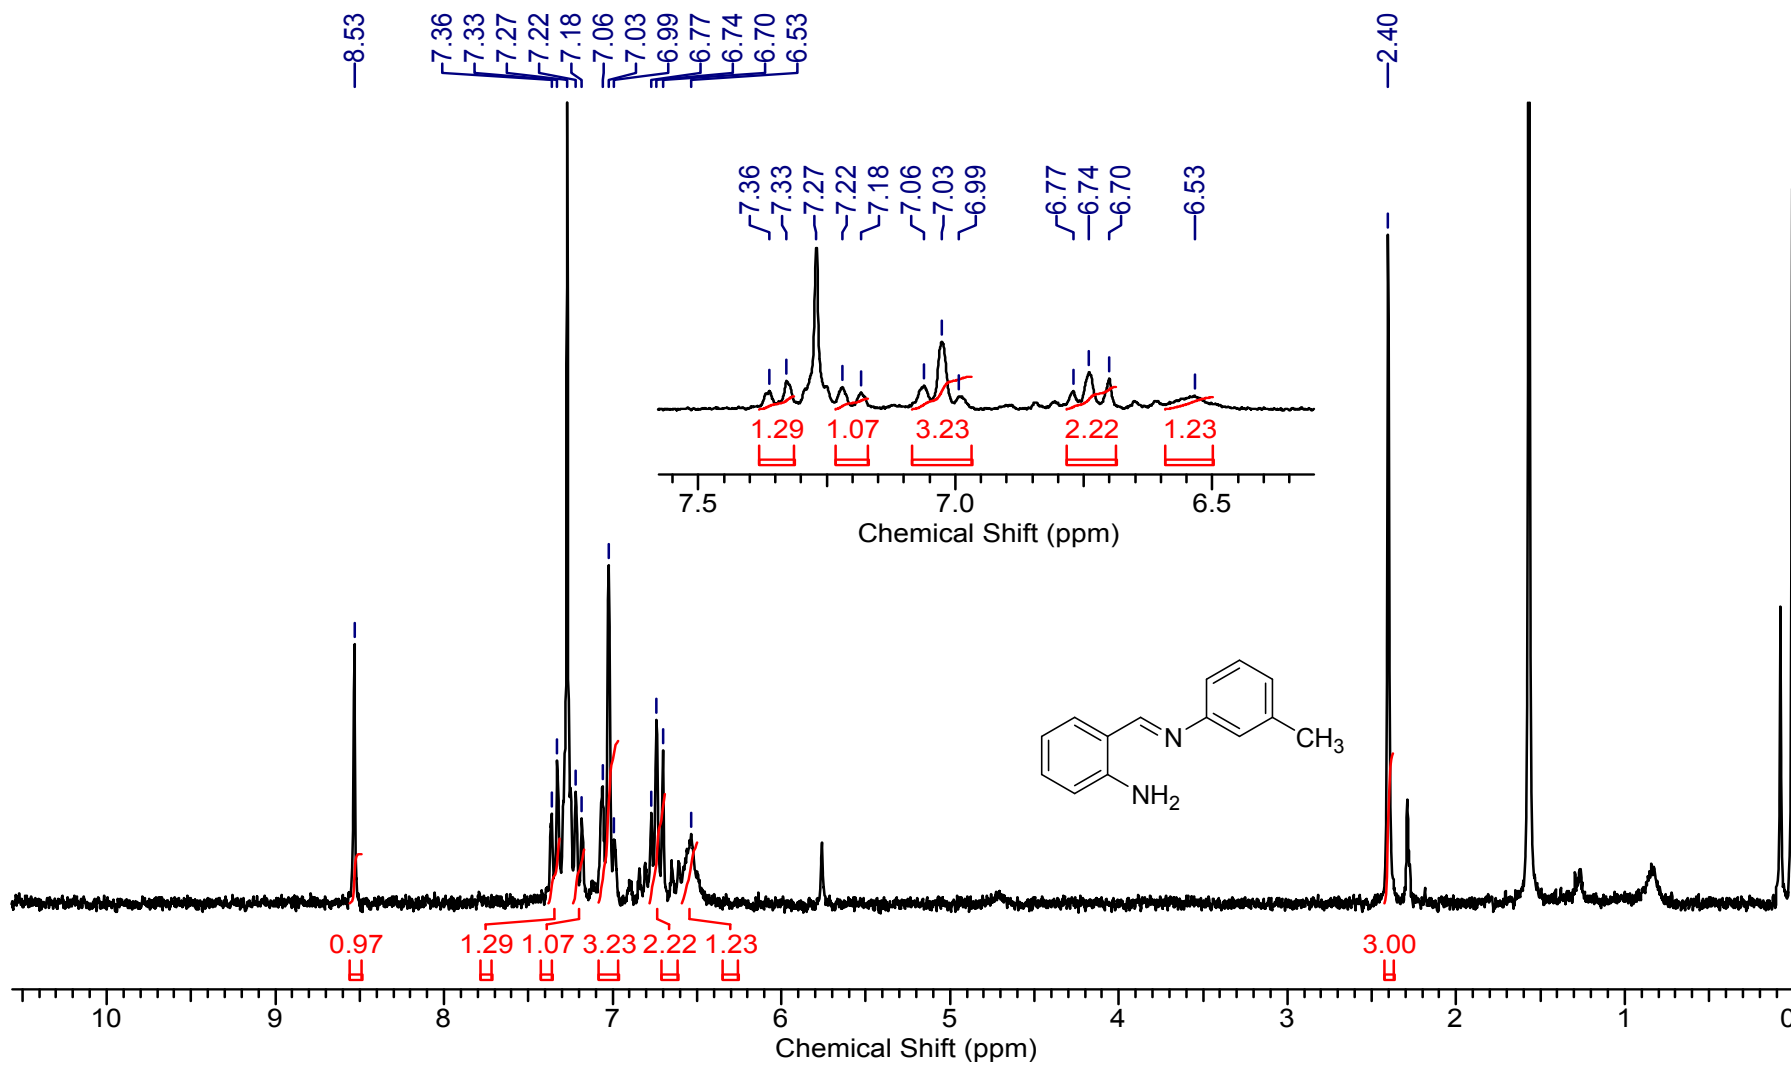 8.53
7.36
7.33
7.27
7.22
7.18
7.06
7.03
6.99
6.77
6.74
6.70
6.53
2.40
7.36
7.33
7.27
7.22
7.18
7.06
7.03
6.99
6.77
6.74
6.70
6.53
1.29 1.07 3.23 2.22 1.23
7.5 7.0 6.5
Chemical Shift (ppm)
N
CH3
NH2
0.97 1.29 1.07 3.23 2.22 1.23 3.00
10 9 8 7 6 5 4 3 2 1 0
Chemical Shift (ppm)